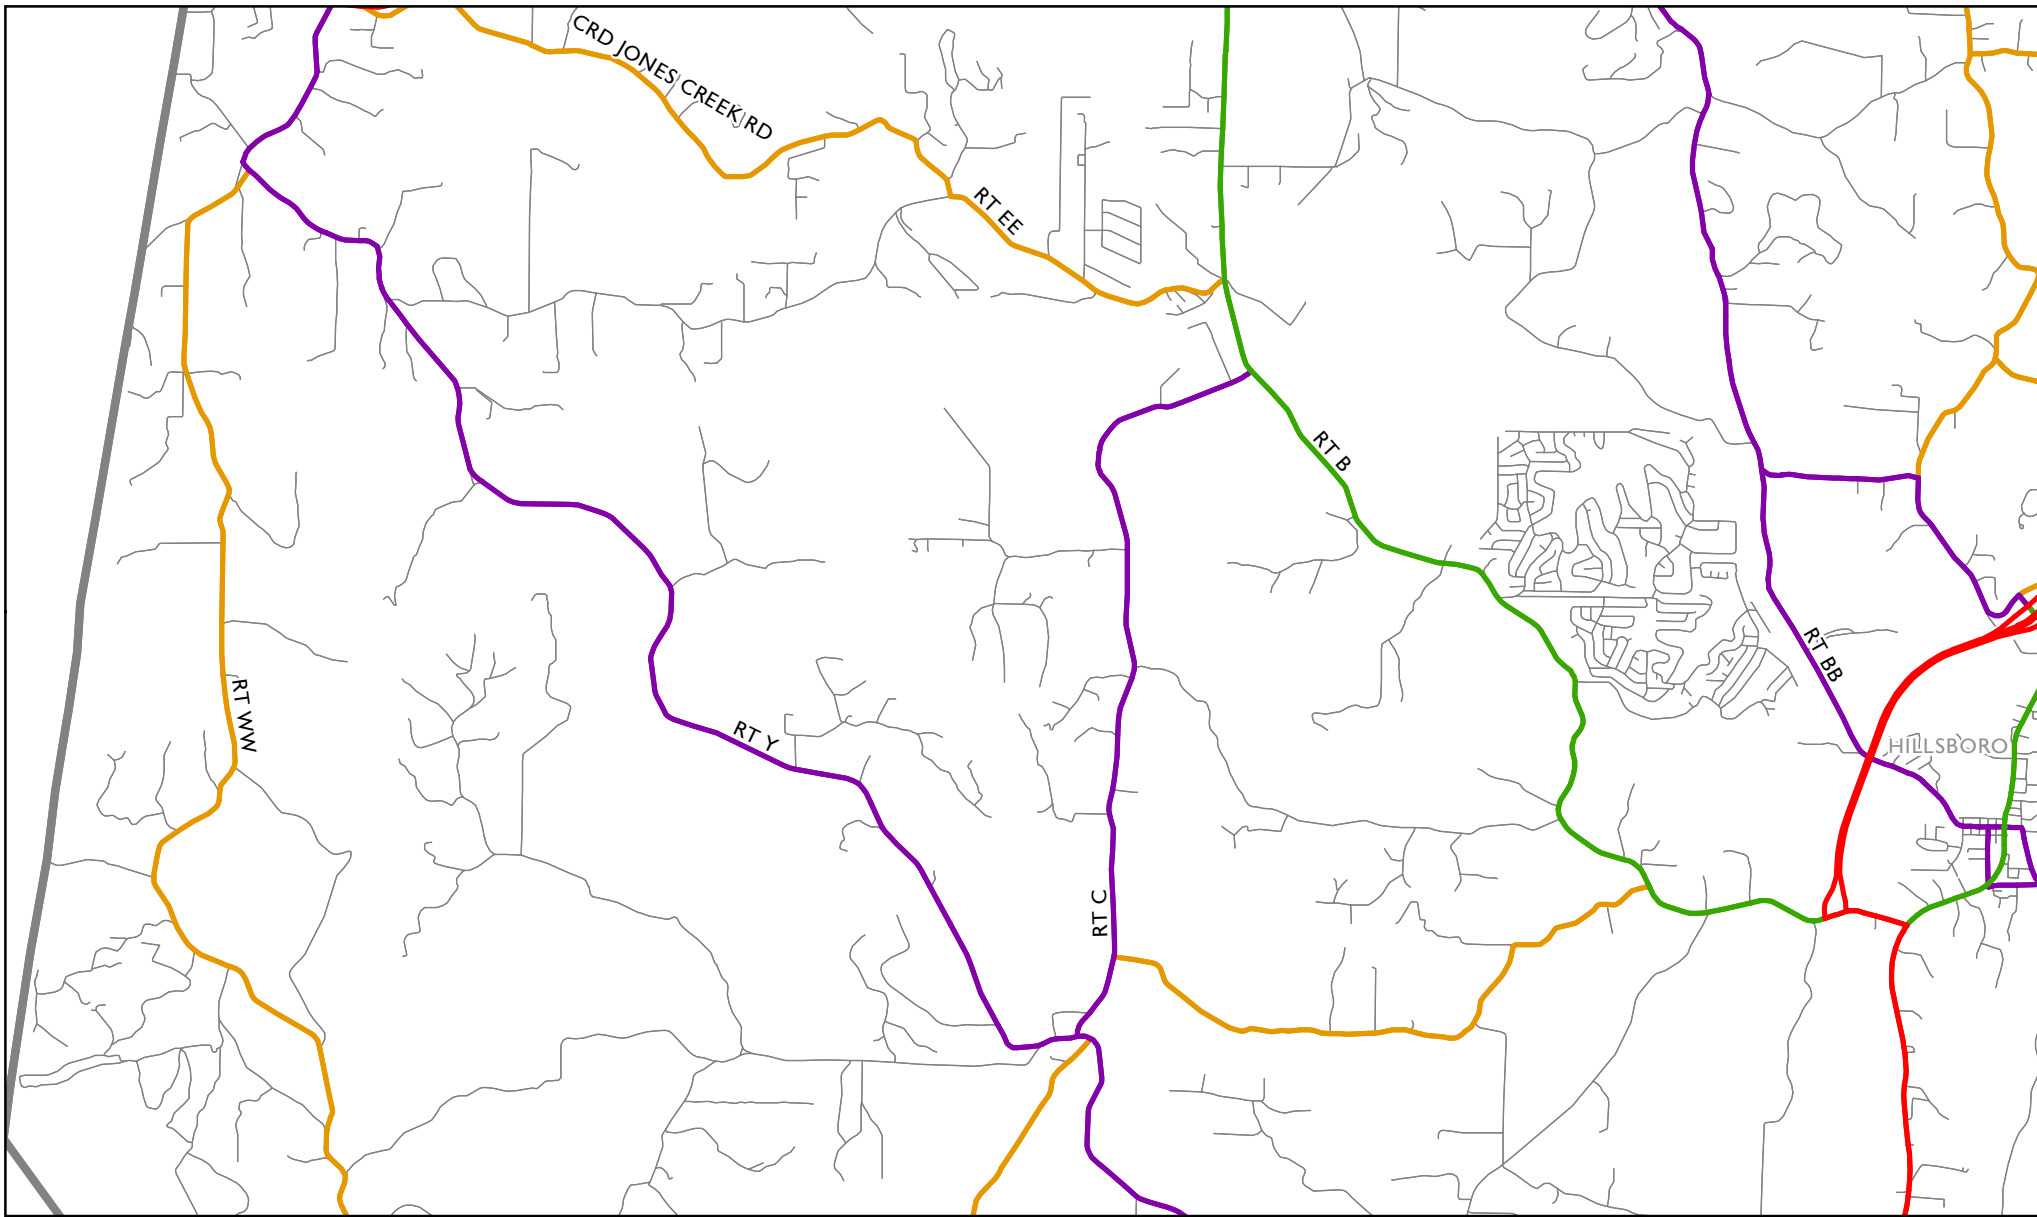 CRD JONES CREEK RD
RT EE
RT B
RT BB
RT WW
RT Y
HILLSBORO
RT C